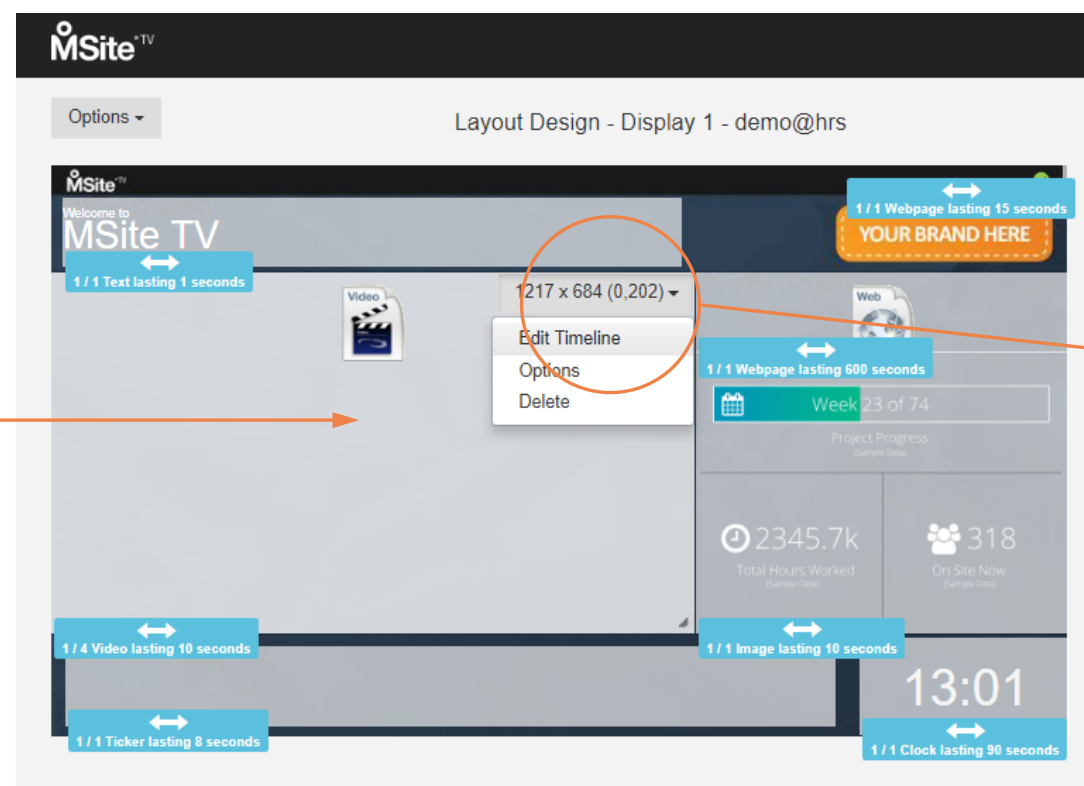 MSite TV
Options
Layout Design - Display 1 - demo@hrs
MSite TV
Welcome to
MSite TV
1 / 1 Text lasting 1 seconds
1 / 1 Webpage lasting 15 seconds
YOUR BRAND HERE
Video
1217 x 684 (0,202)
Edit Timeline
Options
Delete
Web
1 / 1 Webpage lasting 600 seconds
Week 23 of 74
Project Progress
(Sample Data)
2345.7k
Total Hours Worked
(Sample Data)
318
On Site Now
(Sample Data)
1 / 4 Video lasting 10 seconds
1 / 1 Image lasting 10 seconds
1 / 1 Ticker lasting 8 seconds
13:01
1 / 1 Clock lasting 90 seconds